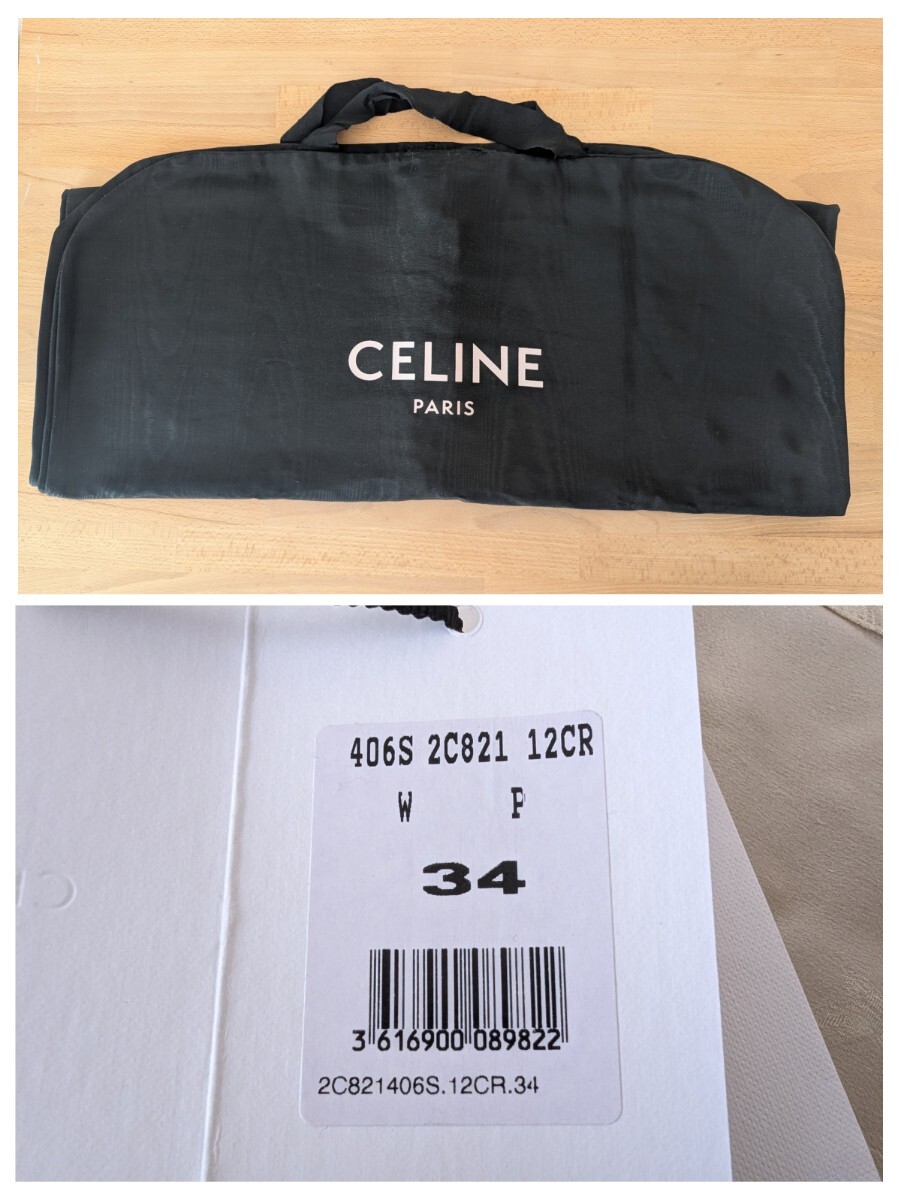 CELINE
PARIS
406S 2C821 12CR
W P
34
3 616900 089822
2C821406S.12CR.34